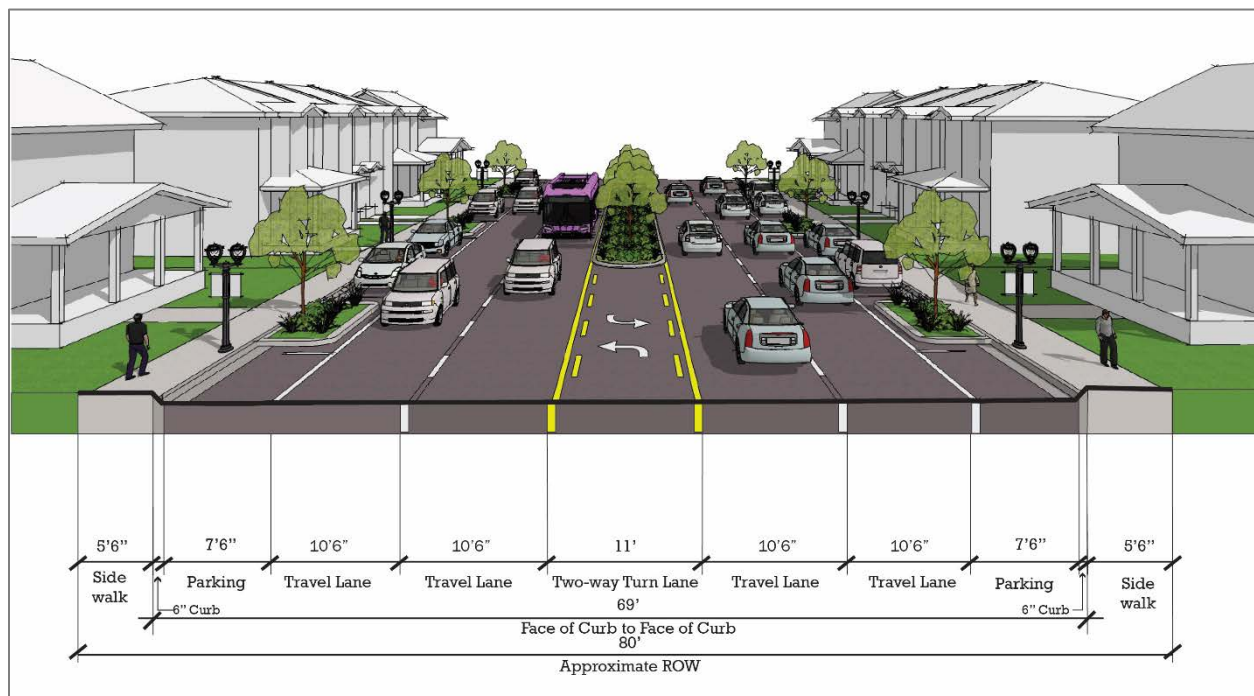 5'6” 7'6” 10'6” 10'6” 11' 10'6” 10'6” 7'6” 5'6”
Side walk Parking Travel Lane Travel Lane Two-way Turn Lane Travel Lane Travel Lane Parking Side walk
6” Curb 69' 6” Curb
Face of Curb to Face of Curb
80'
Approximate ROW